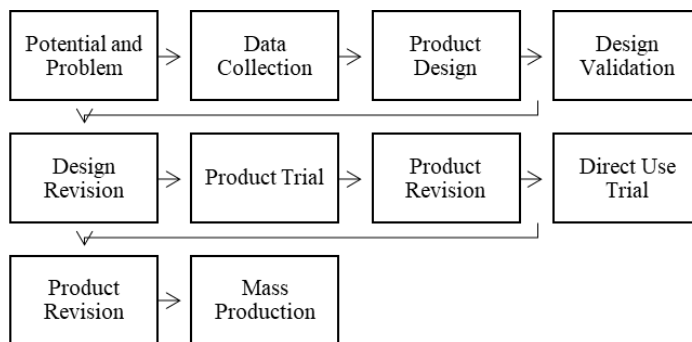 Potential and
Problem
Data
Collection
Product
Design
Design
Validation
Design
Revision
Product Trial
Product
Revision
Direct Use
Trial
Product
Revision
Mass
Production